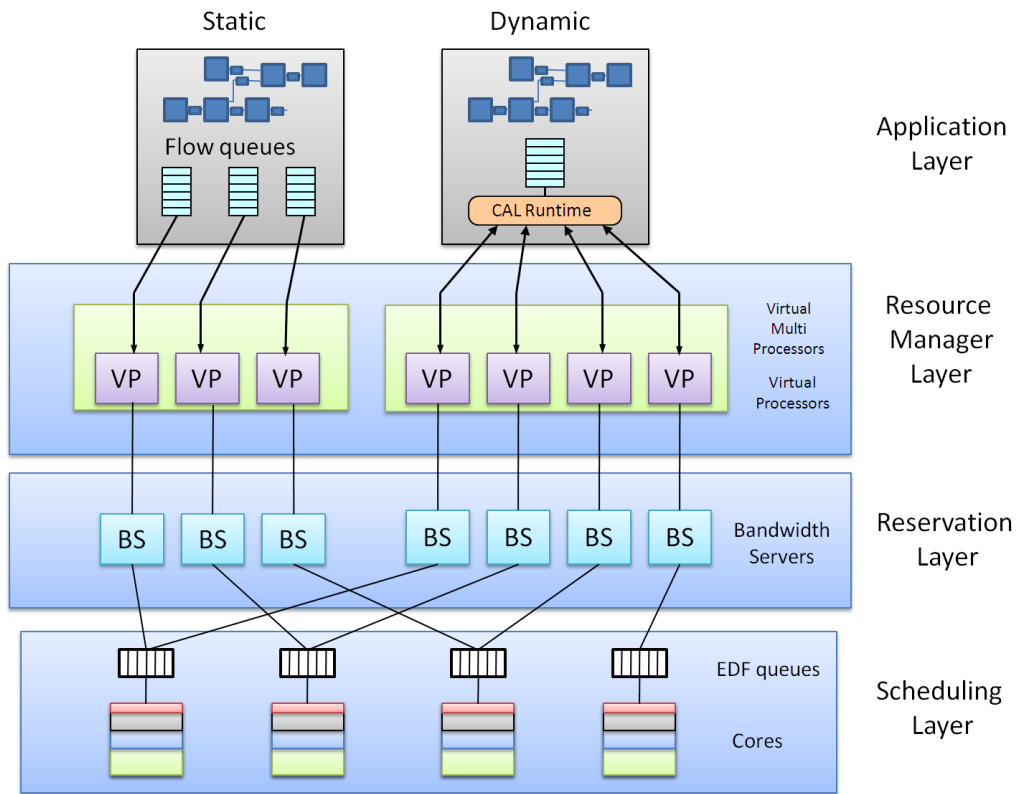 Static
Dynamic
Flow queues
CAL Runtime
Application
Layer
Virtual
Multi
Processors
Virtual
Processors
VP
VP
VP
VP
VP
VP
VP
Resource
Manager
Layer
BS
BS
BS
BS
BS
BS
BS
Bandwidth
Servers
Reservation
Layer
EDF queues
Cores
Scheduling
Layer